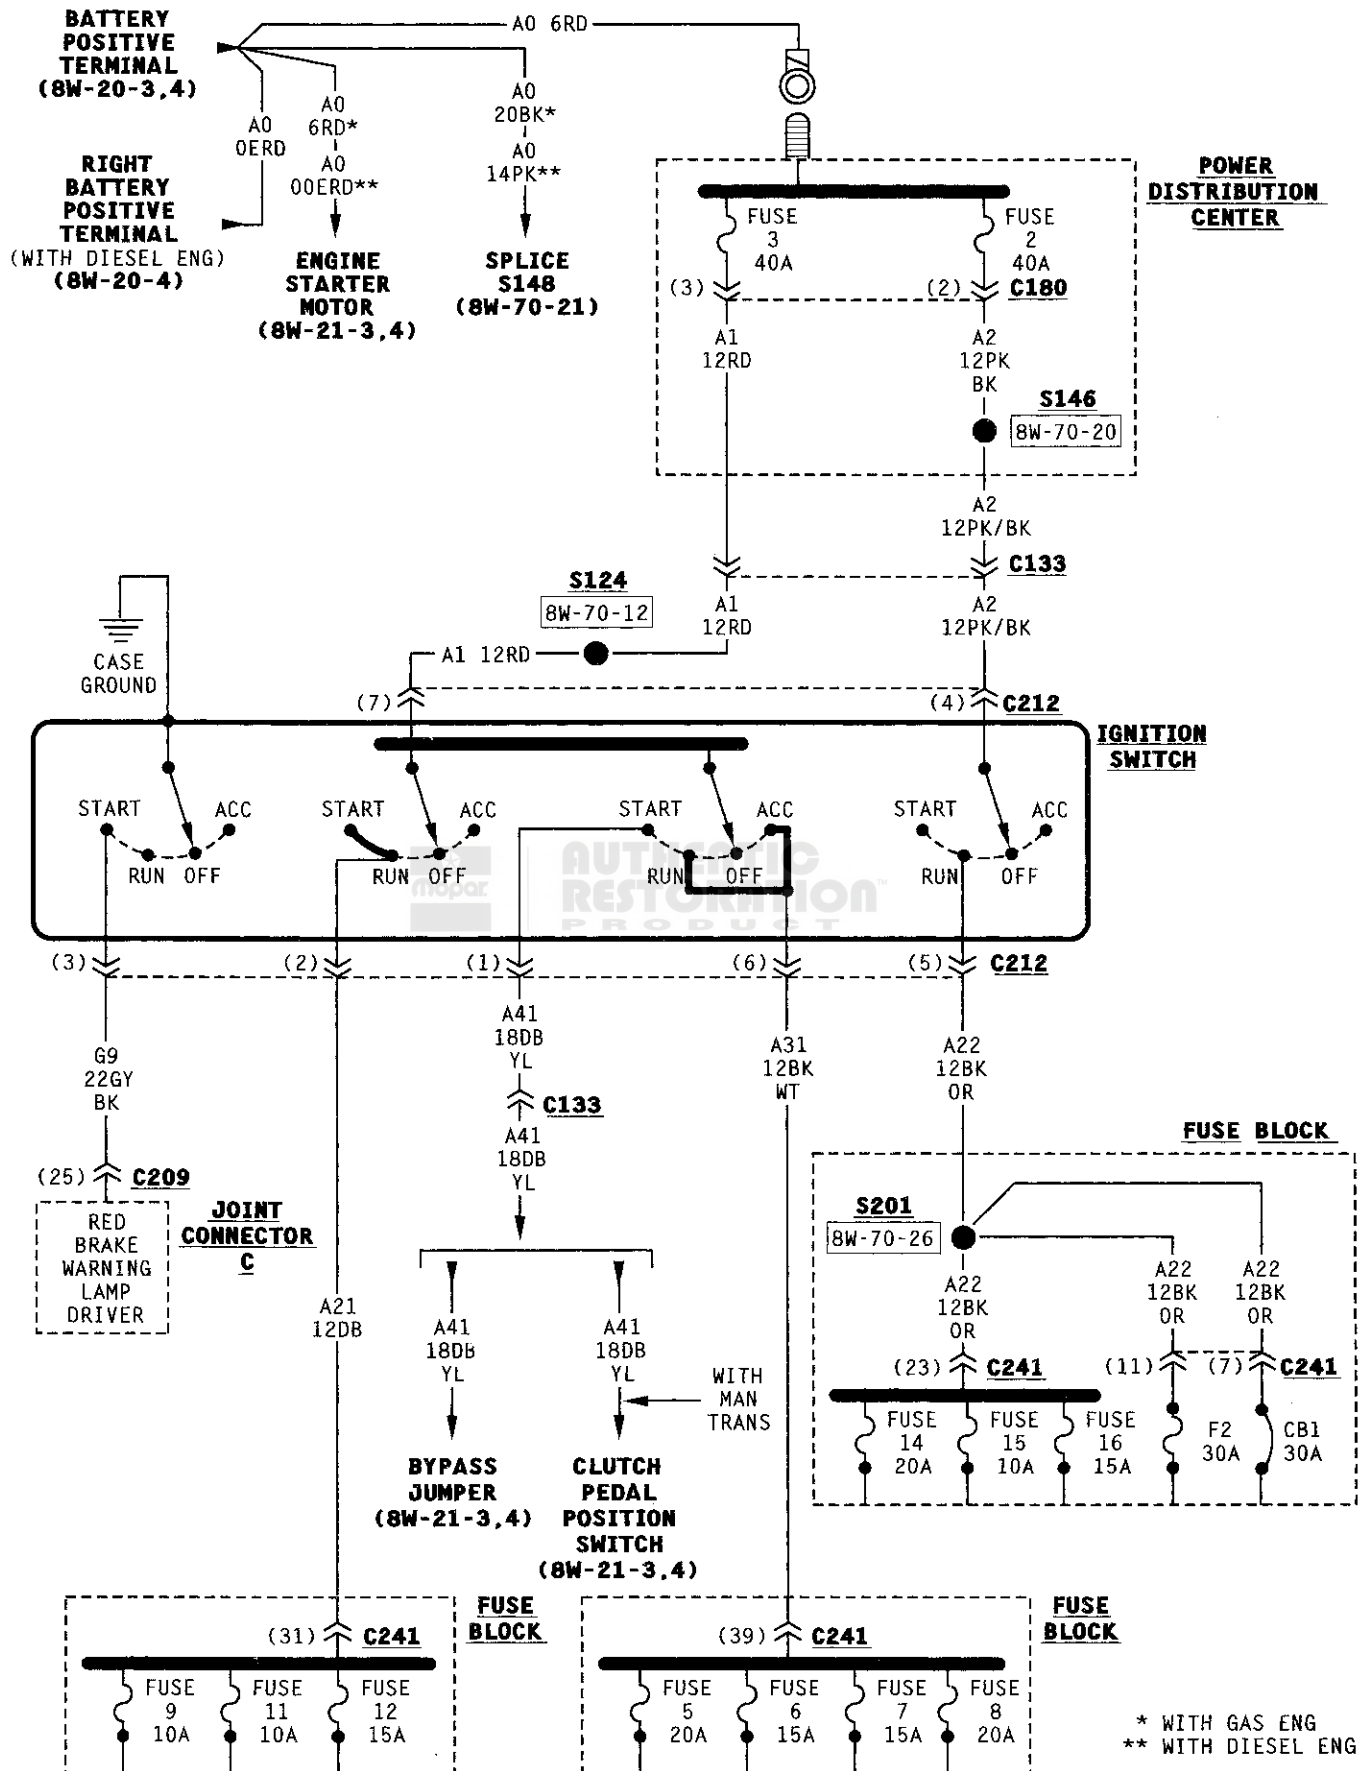 BATTERY
POSITIVE
TERMINAL
(8W-20-3,4)
A0 6RD
A0
0ERD
A0
6RD*
A0
00ERD**
A0
20BK*
A0
14PK**
RIGHT
BATTERY
POSITIVE
TERMINAL
(WITH DIESEL ENG)
(8W-20-4)
ENGINE
STARTER
MOTOR
(8W-21-3,4)
SPLICE
S148
(8W-70-21)
POWER
DISTRIBUTION
CENTER
FUSE
3
40A
FUSE
2
40A
(3)
(2)
C180
A1
12RD
A2
12PK
BK
S146
8W-70-20
A2
12PK/BK
C133
S124
8W-70-12
A1
12RD
A2
12PK/BK
A1 12RD
CASE
GROUND
(7)
(4)
C212
IGNITION
SWITCH
START
ACC
RUN
OFF
START
ACC
RUN
OFF
START
ACC
RUN
OFF
START
ACC
RUN
OFF
mopar
AUTHENTIC
RESTORATION™
PRODUCT
(3)
(2)
(1)
(6)
(5)
C212
G9
22GY
BK
A41
18DB
YL
A31
12BK
WT
A22
12BK
OR
C133
A41
18DB
YL
(25)
C209
RED
BRAKE
WARNING
LAMP
DRIVER
JOINT
CONNECTOR
C
A21
12DB
FUSE BLOCK
S201
8W-70-26
A22
12BK
OR
A22
12BK
OR
A22
12BK
OR
(23)
C241
(11)
(7)
C241
FUSE
14
20A
FUSE
15
10A
FUSE
16
15A
F2
30A
CB1
30A
A41
18DB
YL
A41
18DB
YL
WITH
MAN
TRANS
BYPASS
JUMPER
(8W-21-3,4)
CLUTCH
PEDAL
POSITION
SWITCH
(8W-21-3,4)
FUSE
BLOCK
(31)
C241
FUSE
9
10A
FUSE
11
10A
FUSE
12
15A
FUSE
BLOCK
(39)
C241
FUSE
5
20A
FUSE
6
15A
FUSE
7
15A
FUSE
8
20A
* WITH GAS ENG
** WITH DIESEL ENG